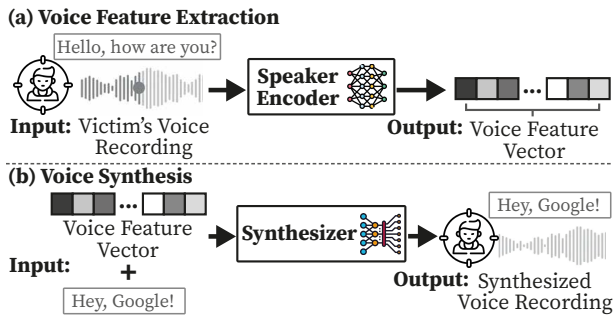 (a) Voice Feature Extraction
Hello, how are you?
Speaker
Encoder
Input: Victim's Voice
Recording
Output: Voice Feature
Vector
(b) Voice Synthesis
Voice Feature
Vector
Input:
+
Hey, Google!
Synthesizer
Hey, Google!
Output: Synthesized
Voice Recording